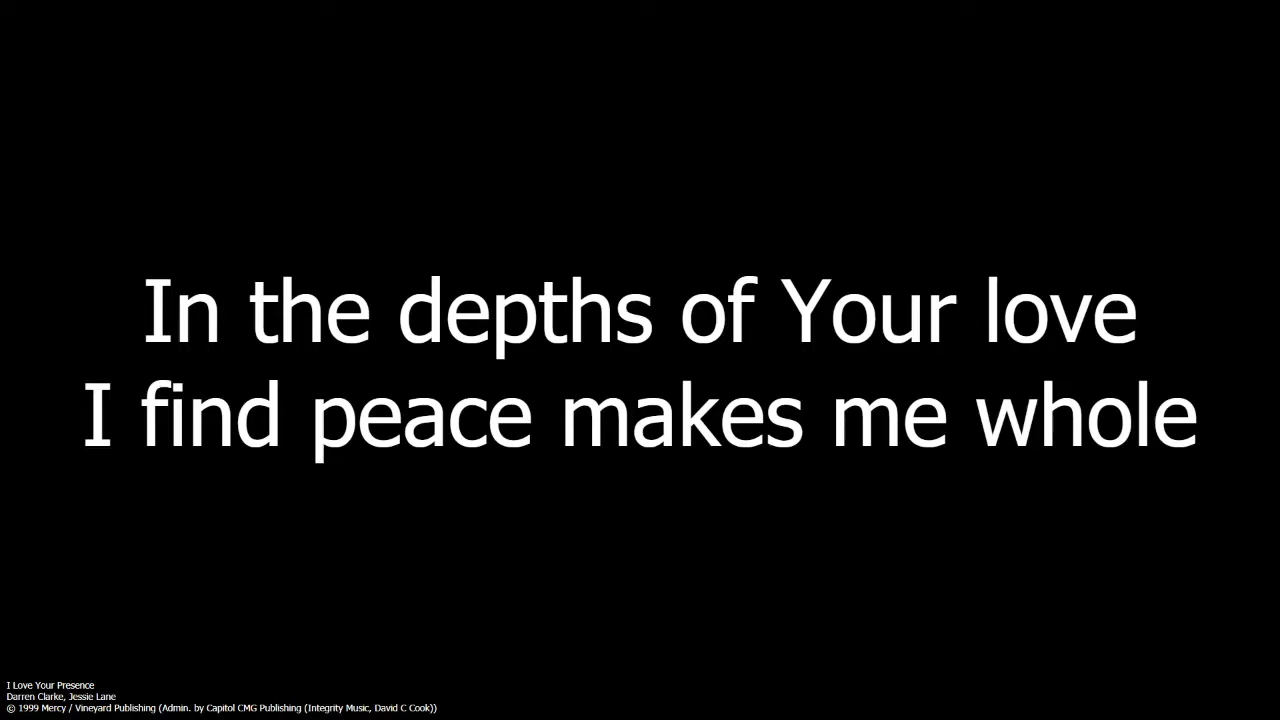 In the depths of Your love
I find peace makes me whole
I Love Your Presence
Darren Clarke, Jessie Lane
© 1999 Mercy / Vineyard Publishing (Admin. by Capitol CMG Publishing (Integrity Music, David C Cook))